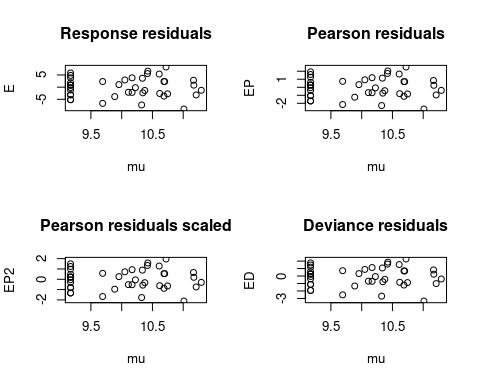 Response residuals
E
5
-5
9.5
10.5
mu
Pearson residuals
EP
1
-2
9.5
10.5
mu
Pearson residuals scaled
EP2
2
0
-2
9.5
10.5
mu
Deviance residuals
ED
0
-3
9.5
10.5
mu